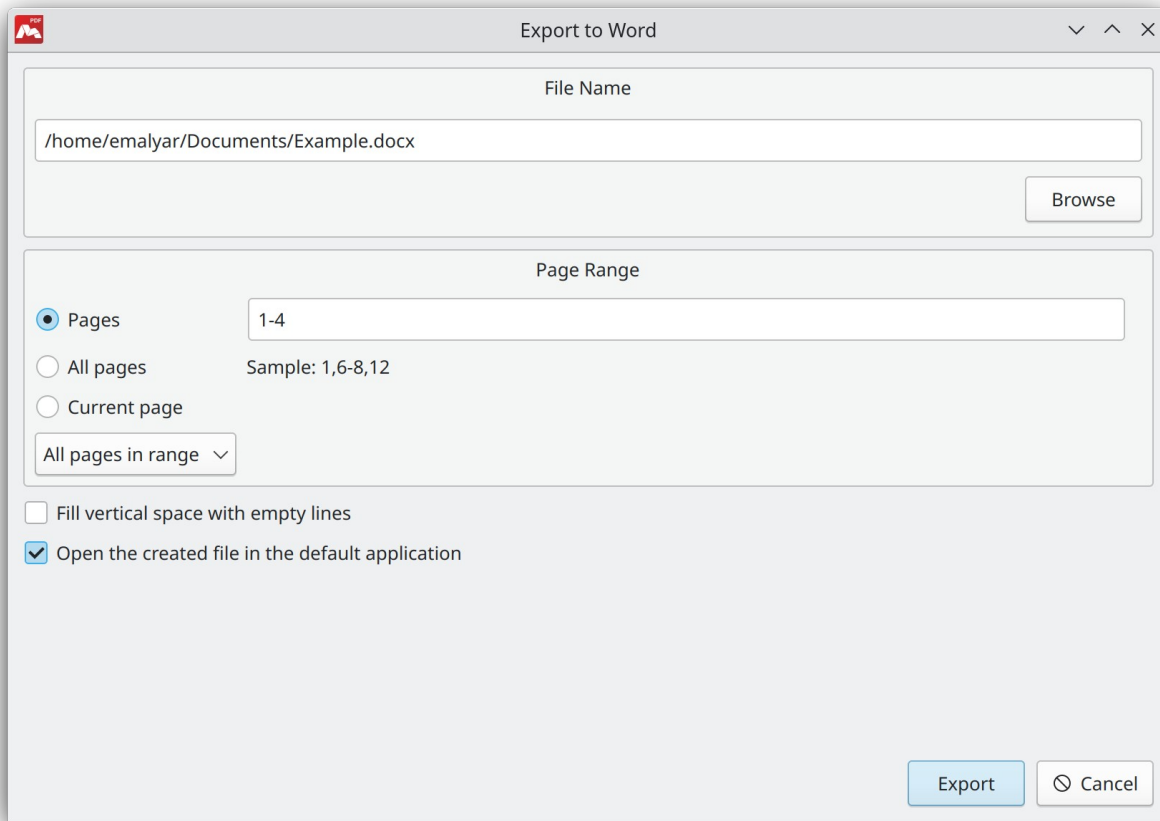 PDF
Export to Word
File Name
/home/emalyar/Documents/Example.docx
Browse
Page Range
Pages 1-4
All pages Sample: 1,6-8,12
Current page
All pages in range
Fill vertical space with empty lines
Open the created file in the default application
Export Cancel